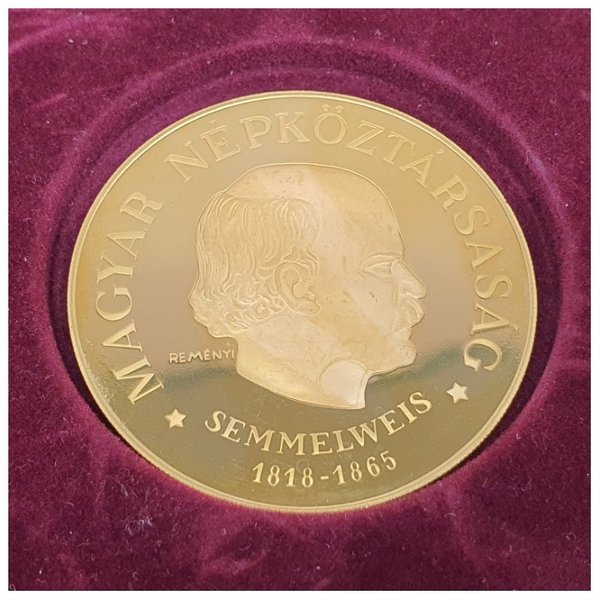 MAGYAR NÉPKÖZTÁRSASÁG
REMÉNYI
★ SEMMELWEIS ★
1818-1865